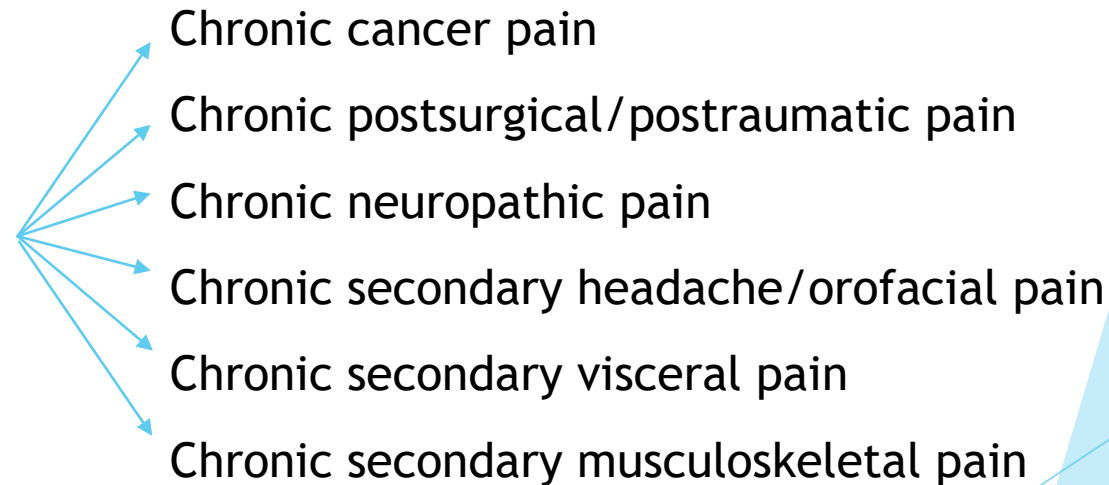 Chronic cancer pain
Chronic postsurgical/postraumatic pain
Chronic neuropathic pain
Chronic secondary headache/orofacial pain
Chronic secondary visceral pain
Chronic secondary musculoskeletal pain